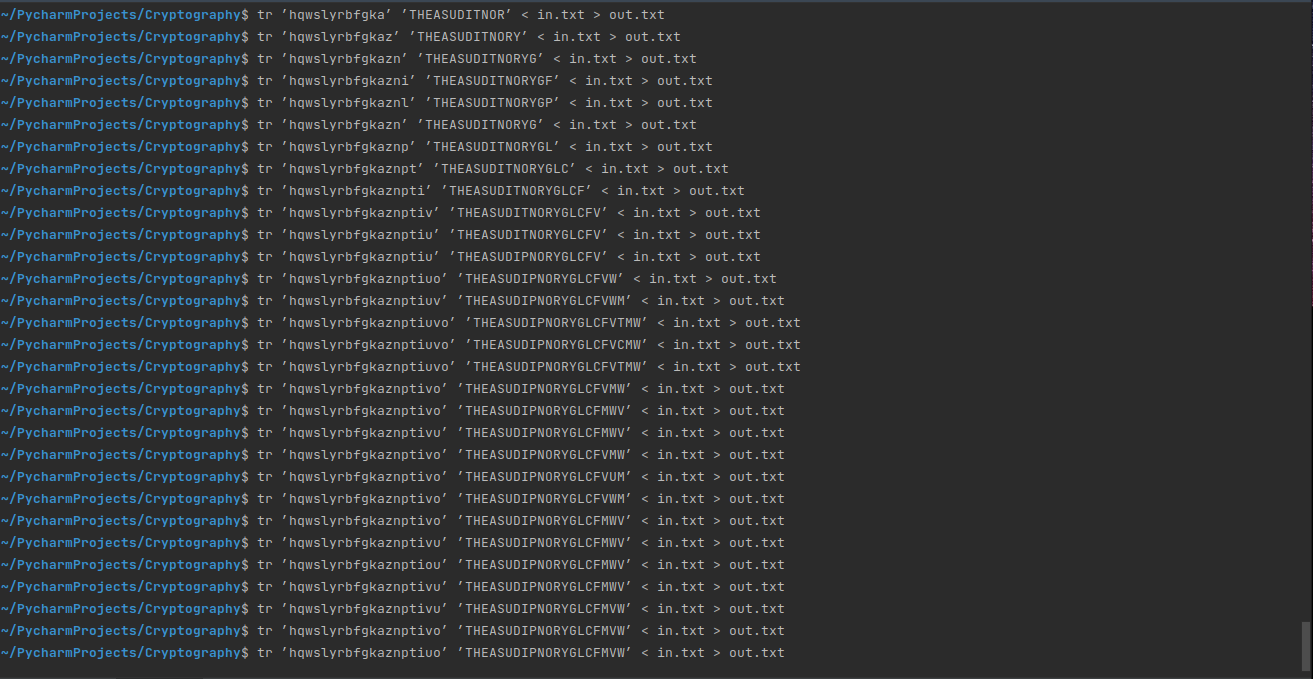 ~/PycharmProjects/Cryptography$ tr ’hqwslyrbfgka’ ’THEASUDITNOR’ < in.txt > out.txt
~/PycharmProjects/Cryptography$ tr ’hqwslyrbfgkaz’ ’THEASUDITNORY’ < in.txt > out.txt
~/PycharmProjects/Cryptography$ tr ’hqwslyrbfgkazn’ ’THEASUDITNORYG’ < in.txt > out.txt
~/PycharmProjects/Cryptography$ tr ’hqwslyrbfgkazni’ ’THEASUDITNORYGF’ < in.txt > out.txt
~/PycharmProjects/Cryptography$ tr ’hqwslyrbfgkaznl’ ’THEASUDITNORYGP’ < in.txt > out.txt
~/PycharmProjects/Cryptography$ tr ’hqwslyrbfgkazn’ ’THEASUDITNORYG’ < in.txt > out.txt
~/PycharmProjects/Cryptography$ tr ’hqwslyrbfgkaznp’ ’THEASUDITNORYGL’ < in.txt > out.txt
~/PycharmProjects/Cryptography$ tr ’hqwslyrbfgkaznpt’ ’THEASUDITNORYGLC’ < in.txt > out.txt
~/PycharmProjects/Cryptography$ tr ’hqwslyrbfgkaznpti’ ’THEASUDITNORYGLCF’ < in.txt > out.txt
~/PycharmProjects/Cryptography$ tr ’hqwslyrbfgkaznptiv’ ’THEASUDITNORYGLCFV’ < in.txt > out.txt
~/PycharmProjects/Cryptography$ tr ’hqwslyrbfgkaznptiu’ ’THEASUDITNORYGLCFV’ < in.txt > out.txt
~/PycharmProjects/Cryptography$ tr ’hqwslyrbfgkaznptiu’ ’THEASUDIPNORYGLCFV’ < in.txt > out.txt
~/PycharmProjects/Cryptography$ tr ’hqwslyrbfgkaznptiuo’ ’THEASUDIPNORYGLCFVW’ < in.txt > out.txt
~/PycharmProjects/Cryptography$ tr ’hqwslyrbfgkaznptiuv’ ’THEASUDIPNORYGLCFVWM’ < in.txt > out.txt
~/PycharmProjects/Cryptography$ tr ’hqwslyrbfgkaznptiuvo’ ’THEASUDIPNORYGLCFVTMW’ < in.txt > out.txt
~/PycharmProjects/Cryptography$ tr ’hqwslyrbfgkaznptiuvo’ ’THEASUDIPNORYGLCFVCMW’ < in.txt > out.txt
~/PycharmProjects/Cryptography$ tr ’hqwslyrbfgkaznptiuvo’ ’THEASUDIPNORYGLCFVTMW’ < in.txt > out.txt
~/PycharmProjects/Cryptography$ tr ’hqwslyrbfgkaznptivo’ ’THEASUDIPNORYGLCFVMW’ < in.txt > out.txt
~/PycharmProjects/Cryptography$ tr ’hqwslyrbfgkaznptivo’ ’THEASUDIPNORYGLCFMWV’ < in.txt > out.txt
~/PycharmProjects/Cryptography$ tr ’hqwslyrbfgkaznptivu’ ’THEASUDIPNORYGLCFMWV’ < in.txt > out.txt
~/PycharmProjects/Cryptography$ tr ’hqwslyrbfgkaznptivo’ ’THEASUDIPNORYGLCFVMW’ < in.txt > out.txt
~/PycharmProjects/Cryptography$ tr ’hqwslyrbfgkaznptivo’ ’THEASUDIPNORYGLCFVUM’ < in.txt > out.txt
~/PycharmProjects/Cryptography$ tr ’hqwslyrbfgkaznptivo’ ’THEASUDIPNORYGLCFVWM’ < in.txt > out.txt
~/PycharmProjects/Cryptography$ tr ’hqwslyrbfgkaznptivo’ ’THEASUDIPNORYGLCFMWV’ < in.txt > out.txt
~/PycharmProjects/Cryptography$ tr ’hqwslyrbfgkaznptivu’ ’THEASUDIPNORYGLCFMWV’ < in.txt > out.txt
~/PycharmProjects/Cryptography$ tr ’hqwslyrbfgkaznptiou’ ’THEASUDIPNORYGLCFMWV’ < in.txt > out.txt
~/PycharmProjects/Cryptography$ tr ’hqwslyrbfgkaznptivu’ ’THEASUDIPNORYGLCFMWV’ < in.txt > out.txt
~/PycharmProjects/Cryptography$ tr ’hqwslyrbfgkaznptivu’ ’THEASUDIPNORYGLCFMVW’ < in.txt > out.txt
~/PycharmProjects/Cryptography$ tr ’hqwslyrbfgkaznptivo’ ’THEASUDIPNORYGLCFMVW’ < in.txt > out.txt
~/PycharmProjects/Cryptography$ tr ’hqwslyrbfgkaznptiuo’ ’THEASUDIPNORYGLCFMVW’ < in.txt > out.txt